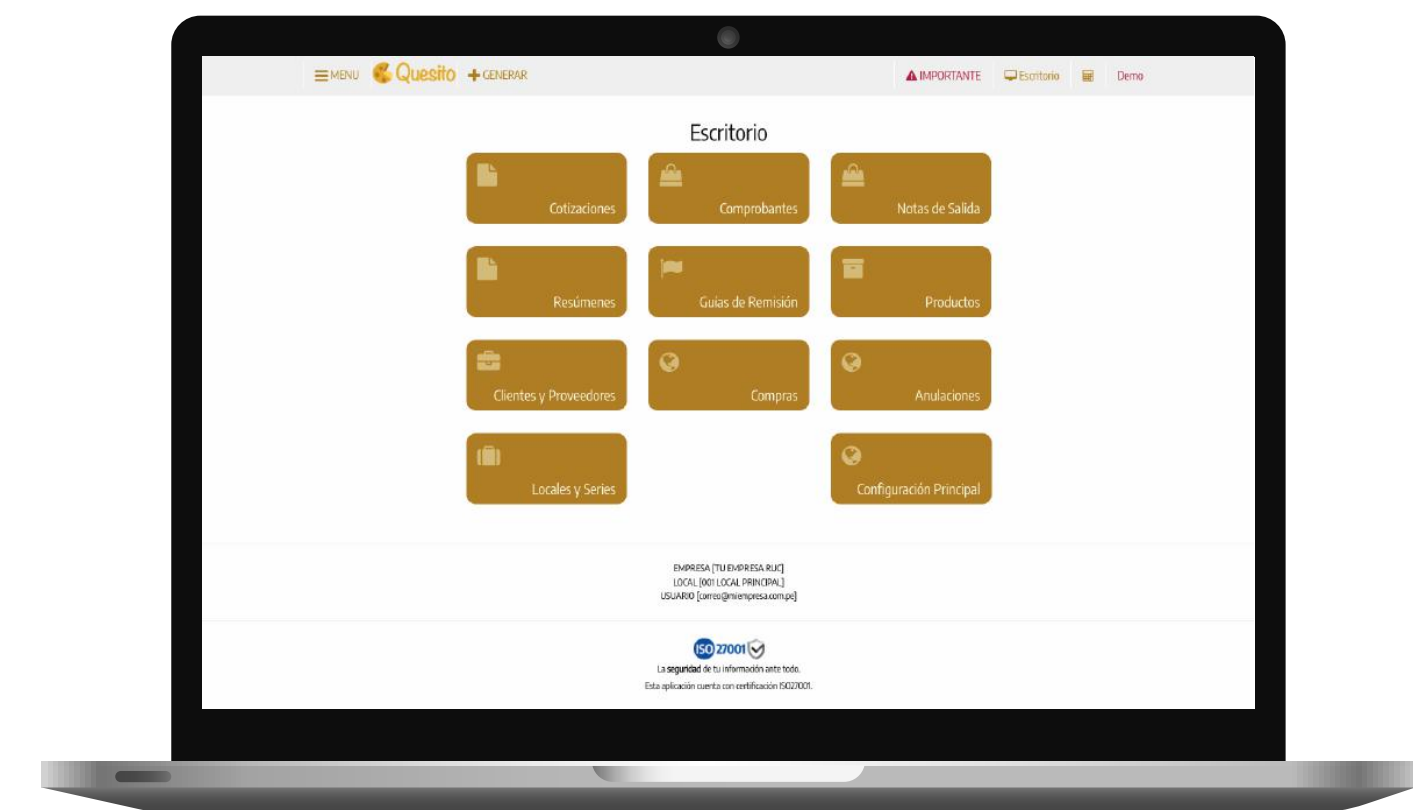 MENU Quesito GENERAR IMPORTANTE Escritorio Demo
Escritorio
Cotizaciones Comprobantes Notas de Salida
Resúmenes Guías de Remisión Productos
Clientes y Proveedores Compras Anulaciones
Locales y Series Configuración Principal
EMPRESA [TU EMPRESA RUC]
LOCAL [001 LOCAL PRINCIPAL]
USUARIO [correo@miempresa.com.pe]
ISO 27001
La seguridad de tu información ante todo.
Esta aplicación cuenta con certificación ISO27001.